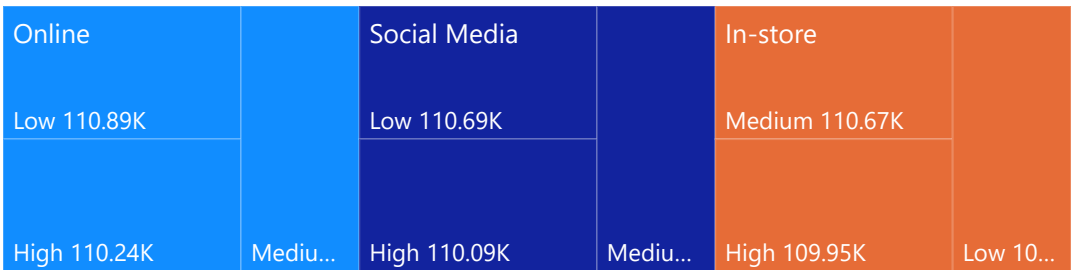 Online
Low 110.89K
High 110.24K
Mediu...
Social Media
Low 110.69K
High 110.09K
Mediu...
In-store
Medium 110.67K
High 109.95K
Low 10...